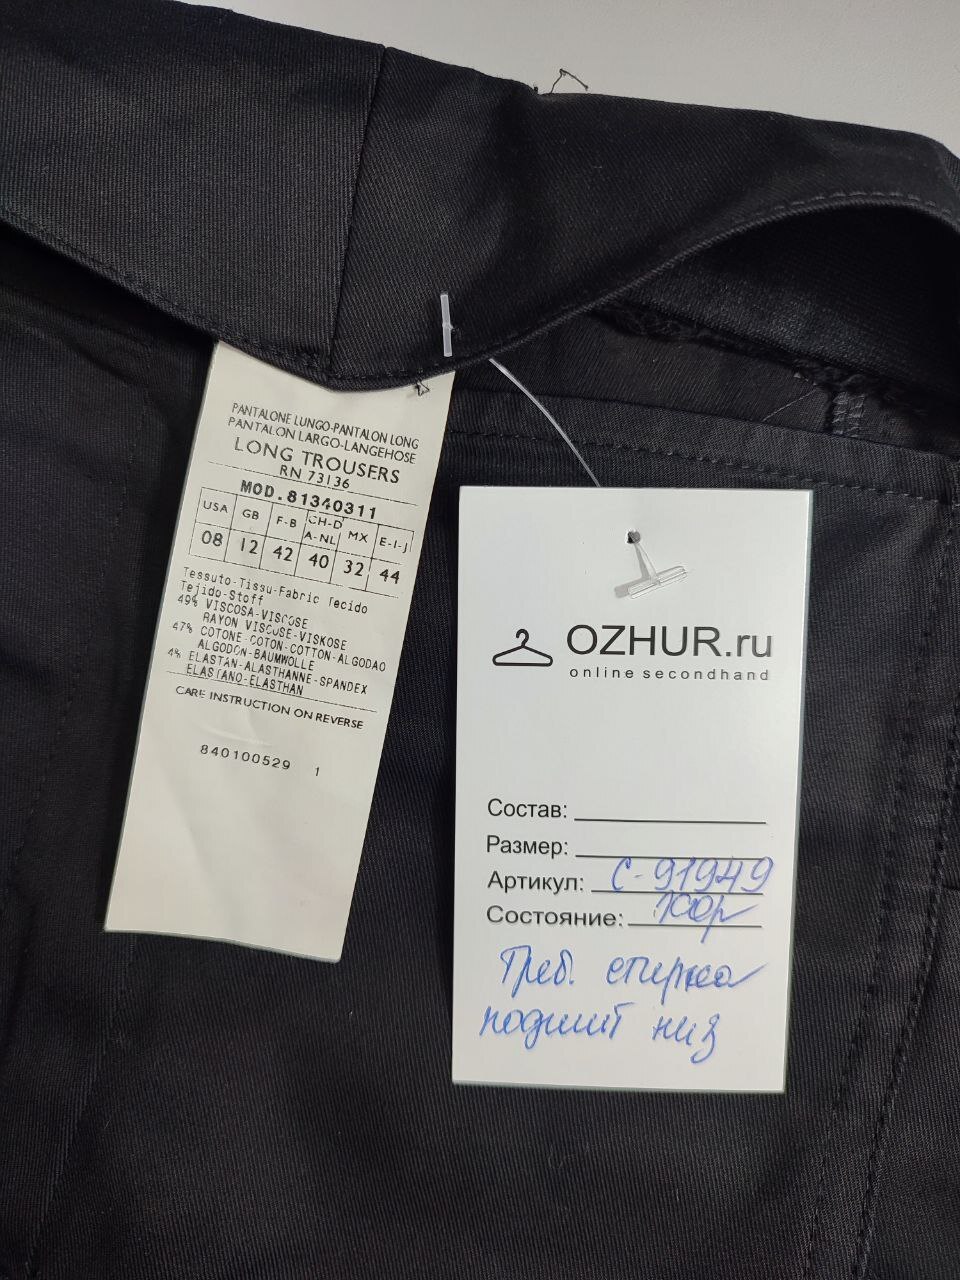 PANTALONE LUNGO-PANTALON LONG
PANTALON LARGO-LANGEHOSE
LONG TROUSERS
RN 73136
MOD.81340311
USA GB F-B CH-D A-NL MX E-I-J
08 12 42 40 32 44
Tessuto-Tissu-Fabric Tecido
Tejido-Stoff
49% VISCOSA-VISCOSE
RAYON VISCOSE-VISKOSE
47% COTONE-COTON-COTTON-ALGODAO
ALGODON-BAUMWOLLE
4% ELASTAN-ALASTHANNE-SPANDEX
ELASTANO-ELASTHAN
CARE INSTRUCTION ON REVERSE
840100529 1
OZHUR.ru
online secondhand
Состав:
Размер:
Артикул: С-91949
Состояние: хор
Треб. стирка
подшит низ